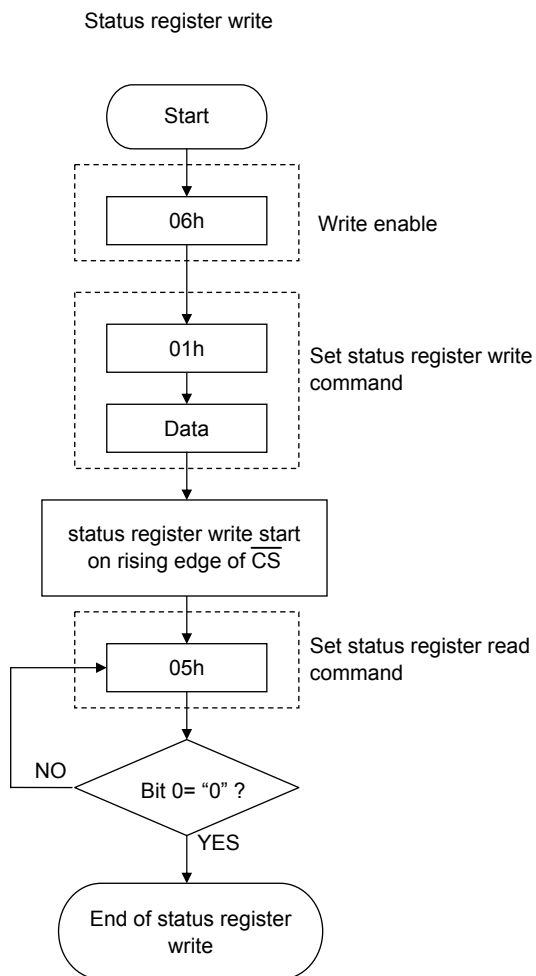 Status register write
Start
06h
Write enable
01h
Set status register write
command
Data
status register write start
on rising edge of C̅S̅
05h
Set status register read
command
NO
Bit 0= “0” ?
YES
End of status register
write